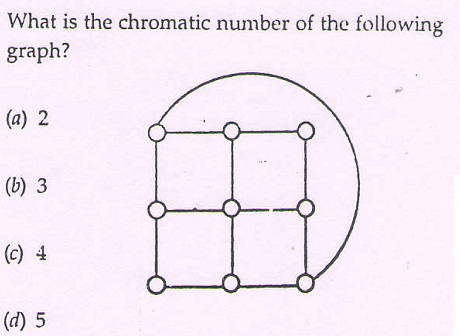 What is the chromatic number of the following
graph?
(a) 2
(b) 3
(c) 4
(d) 5